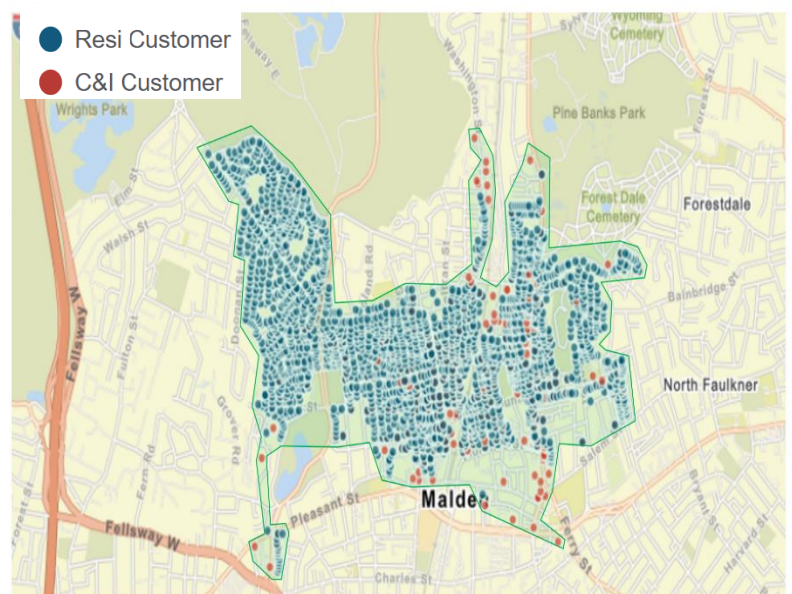 Resi Customer
C&I Customer
Wyoming
Cemetery
Fellsway E
Washington S
Wrights Park
Pine Banks Park
Forest St
Elm St
Forest Dale
Cemetery
Forestdale
Walsh St
Bainbridge St
Fellsway W
Fulton St
North Faulkner
Grover Rd
St
Salem
Fern Rd
Forest St
Pleasant St
Malde
Bryant St
Fellsway W
Ferry St
Harvard St
Charles St